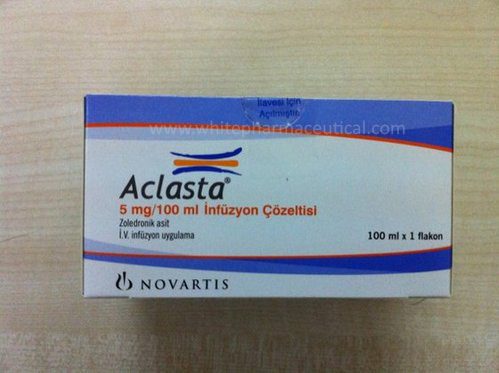 İlavesi İçin
Açılmıştır
www.whitepharmaceutical.com
Aclasta®
5 mg/100 ml İnfüzyon Çözeltisi
Zoledronik asit
İ.V. infüzyon uygulama
100 ml x 1 flakon
NOVARTIS